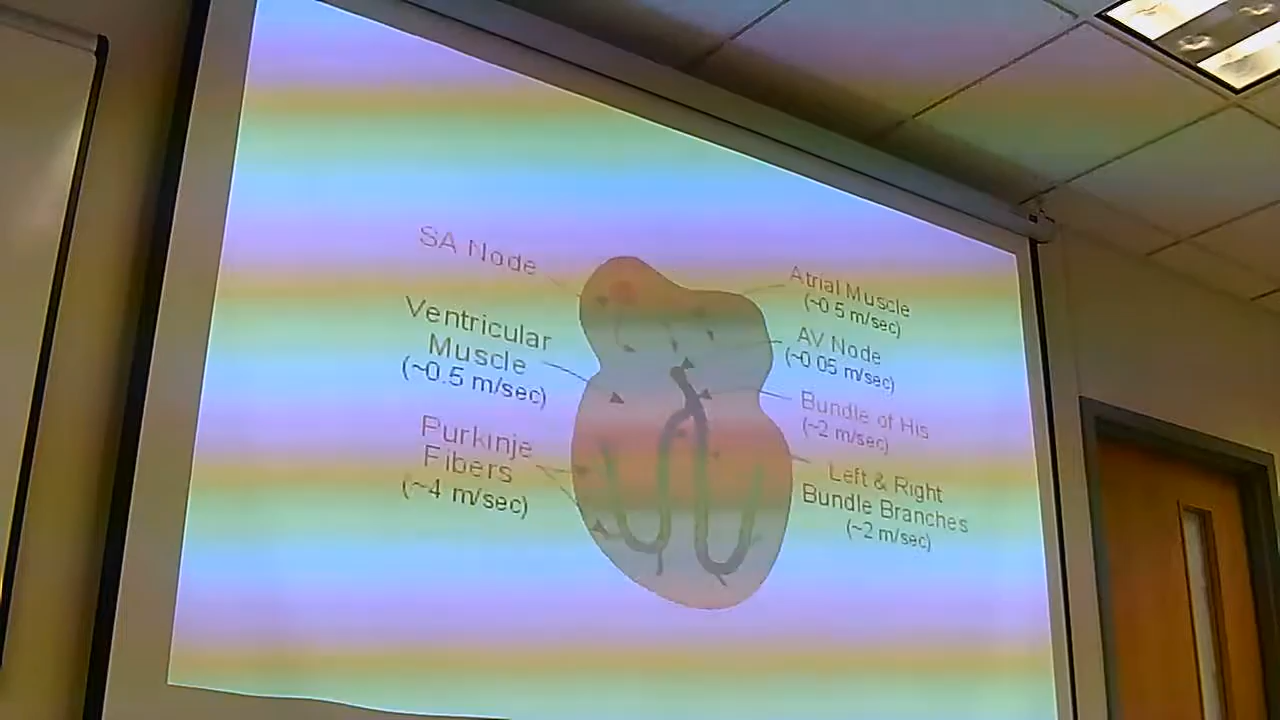 SA Node
Ventricular
Muscle
(~0.5 m/sec)
Purkinje
Fibers
(~4 m/sec)
Atrial Muscle
(~0 5 m/sec)
AV Node
(~0 05 m/sec)
Bundle of His
(~2 m/sec)
Left & Right
Bundle Branches
(~2 m/sec)